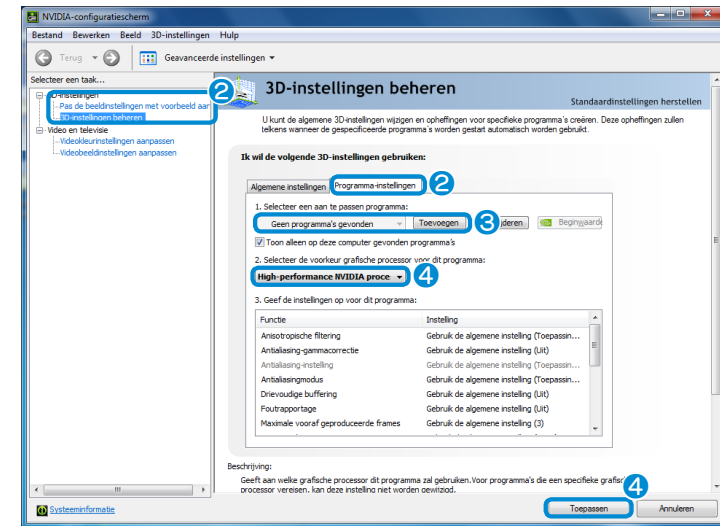 NVIDIA-configuratiescherm
Bestand Bewerken Beeld 3D-instellingen Hulp
Terug Geavanceerde instellingen
Selecteer een taak...
3D-instellingen
2
Pas de beeldinstellingen met voorbeeld aar
3D-instellingen beheren
Video en televisie
Videokleurinstellingen aanpassen
Videobeeldinstellingen aanpassen
Systeeminformatie
3D-instellingen beheren
Standaardinstellingen herstellen
U kunt de algemene 3D-instellingen wijzigen en opheffingen voor specifieke programma's creëren. Deze opheffingen zullen
telkens wanneer de gespecificeerde programma's worden gestart automatisch worden gebruikt.
Ik wil de volgende 3D-instellingen gebruiken:
Algemene instellingen Programma-instellingen 2
1. Selecteer een aan te passen programma:
Geen programma's gevonden Toevoegen 3 deren Beginwaarde
Toon alleen op deze computer gevonden programma's
2. Selecteer de voorkeur grafische processor voor dit programma:
High-performance NVIDIA proce 4
3. Geef de instellingen op voor dit programma:
Functie Instelling
Anisotropische filtering Gebruik de algemene instelling (Toepassin...
Antialiasing-gammacorrectie Gebruik de algemene instelling (Uit)
Antialiasing-instelling Gebruik de algemene instelling (Toepassin...
Antialiasingmodus Gebruik de algemene instelling (Toepassin...
Drievoudige buffering Gebruik de algemene instelling (Uit)
Foutrapportage Gebruik de algemene instelling (Uit)
Maximale vooraf geproduceerde frames Gebruik de algemene instelling (3)
Beschrijving:
Geeft aan welke grafische processor dit programma zal gebruiken.Voor programma's die een specifieke grafis
processor vereisen, kan deze instelling niet worden gewijzigd.
4
Toepassen Annuleren